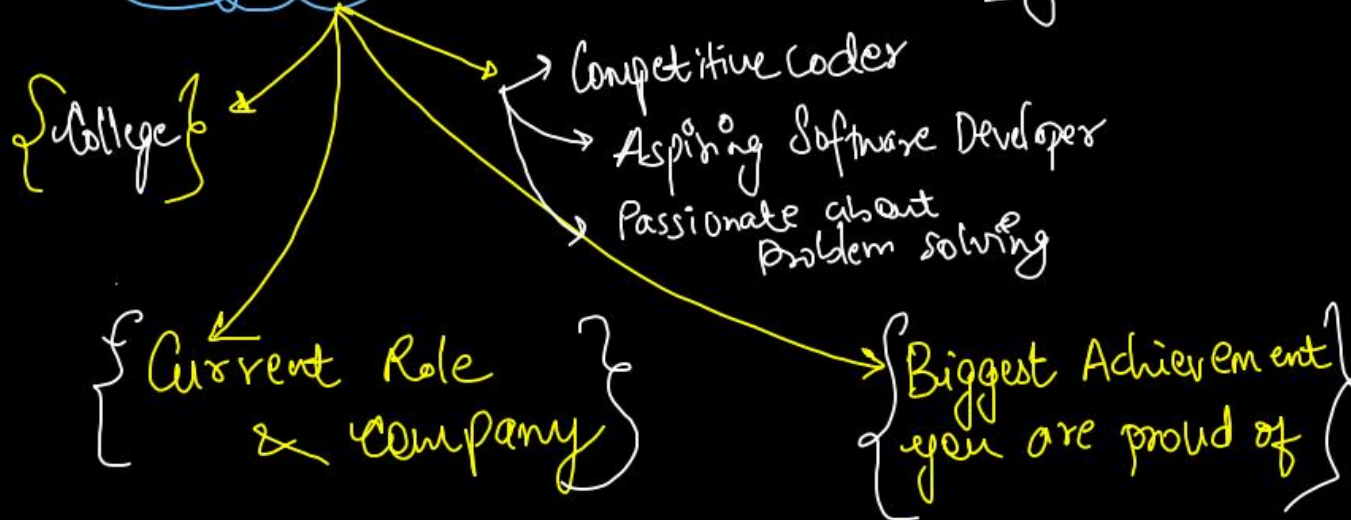 Competitive coder
{College}
Aspiring Software Developer
Passionate about
problem solving
{Current Role
& company}
{Biggest Achievement
you are proud of}